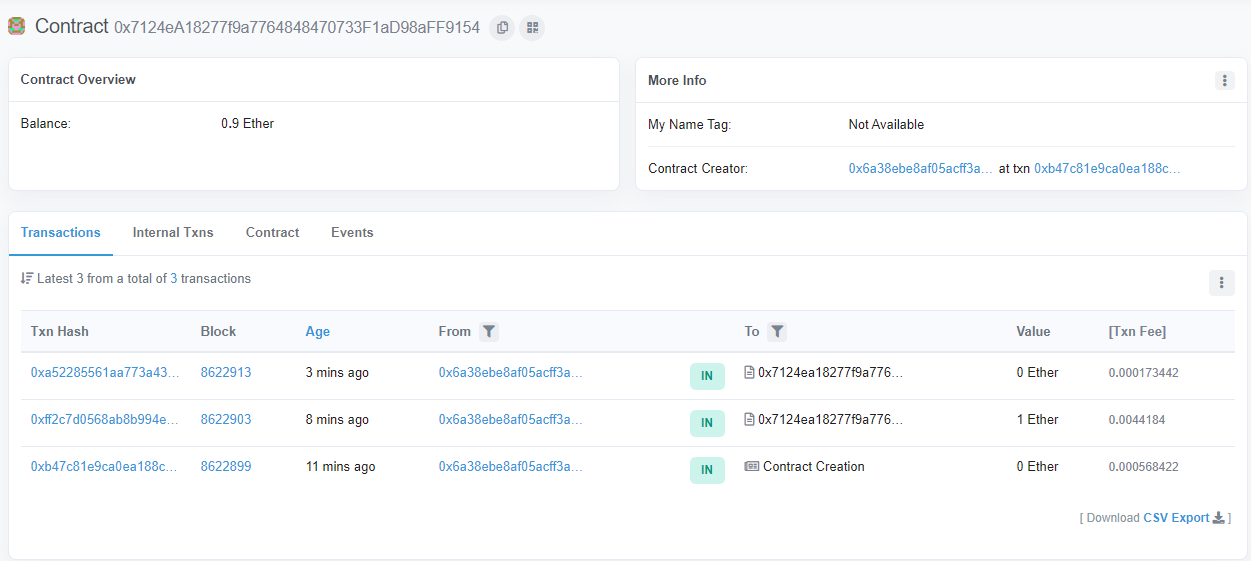 Contract 0x7124eA18277f9a7764848470733F1aD98aFF9154
Contract Overview
Balance: 0.9 Ether
More Info
My Name Tag: Not Available
Contract Creator: 0x6a38ebe8af05acff3a... at txn 0xb47c81e9ca0ea188c...
Transactions Internal Txns Contract Events
Latest 3 from a total of 3 transactions
Txn Hash Block Age From To Value [Txn Fee]
0xa52285561aa773a43... 8622913 3 mins ago 0x6a38ebe8af05acff3a... IN 0x7124ea18277f9a776... 0 Ether 0.000173442
0xff2c7d0568ab8b994e... 8622903 8 mins ago 0x6a38ebe8af05acff3a... IN 0x7124ea18277f9a776... 1 Ether 0.0044184
0xb47c81e9ca0ea188c... 8622899 11 mins ago 0x6a38ebe8af05acff3a... IN Contract Creation 0 Ether 0.000568422
[ Download CSV Export ]